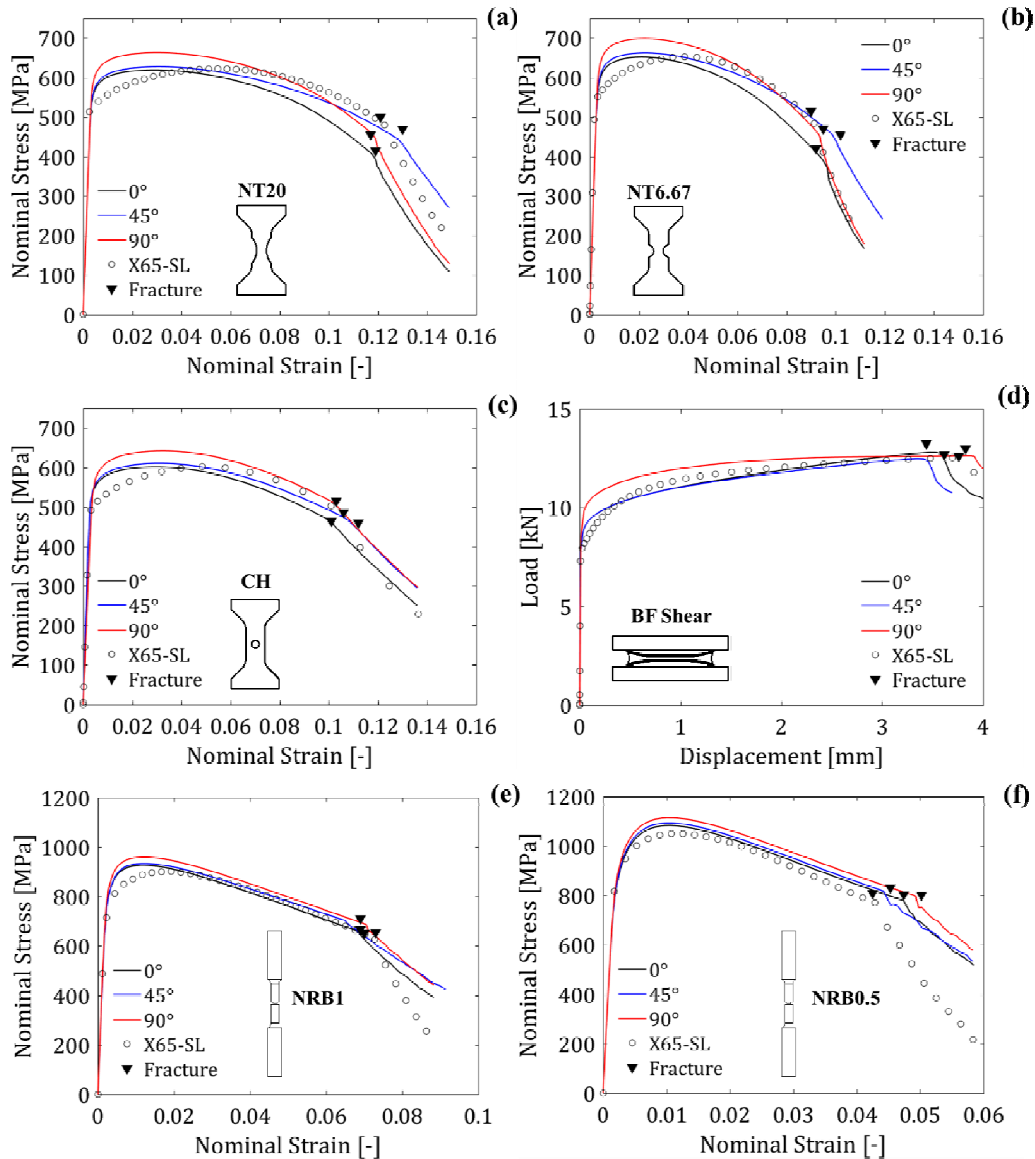 (a)
700
600
500
400
300
200
100
0
Nominal Stress [MPa]
0°
45°
90°
X65-SL
Fracture
NT20
0 0.02 0.04 0.06 0.08 0.1 0.12 0.14 0.16
Nominal Strain [-]
(b)
700
600
500
400
300
200
100
0
Nominal Stress [MPa]
0°
45°
90°
X65-SL
Fracture
NT6.67
0 0.02 0.04 0.06 0.08 0.1 0.12 0.14 0.16
Nominal Strain [-]
(c)
700
600
500
400
300
200
100
0
Nominal Stress [MPa]
0°
45°
90°
X65-SL
Fracture
CH
0 0.02 0.04 0.06 0.08 0.1 0.12 0.14 0.16
Nominal Strain [-]
(d)
15
10
5
0
Load [kN]
BF Shear
0°
45°
90°
X65-SL
Fracture
0 1 2 3 4
Displacement [mm]
(e)
1200
1000
800
600
400
200
0
Nominal Stress [MPa]
0°
45°
90°
X65-SL
Fracture
NRB1
0 0.02 0.04 0.06 0.08 0.1
Nominal Strain [-]
(f)
1200
1000
800
600
400
200
0
Nominal Stress [MPa]
0°
45°
90°
X65-SL
Fracture
NRB0.5
0 0.01 0.02 0.03 0.04 0.05 0.06
Nominal Strain [-]